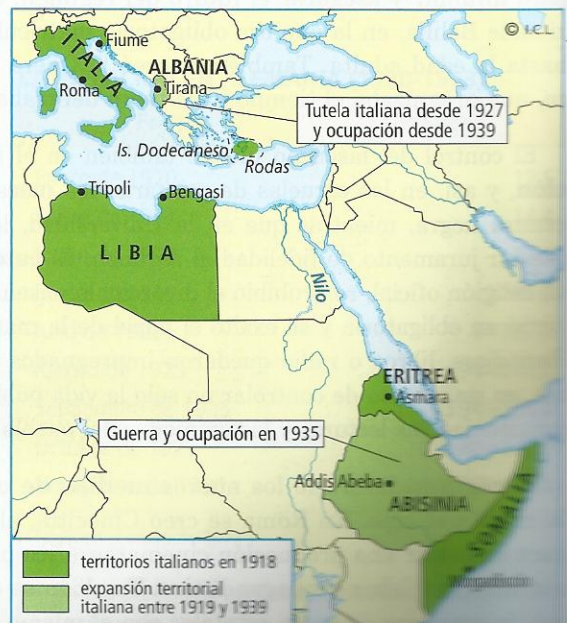 © I.C.L.
Fiume
ITALIA
ALBANIA
Roma
Tirana
Tutela italiana desde 1927
y ocupación desde 1939
Is. Dodecaneso
Rodas
Trípoli
Bengasi
LIBIA
Nilo
ERITREA
Asmara
Guerra y ocupación en 1935
Addis Abeba
ABISINIA
SOMALIA
territorios italianos en 1918
expansión territorial
italiana entre 1919 y 1939